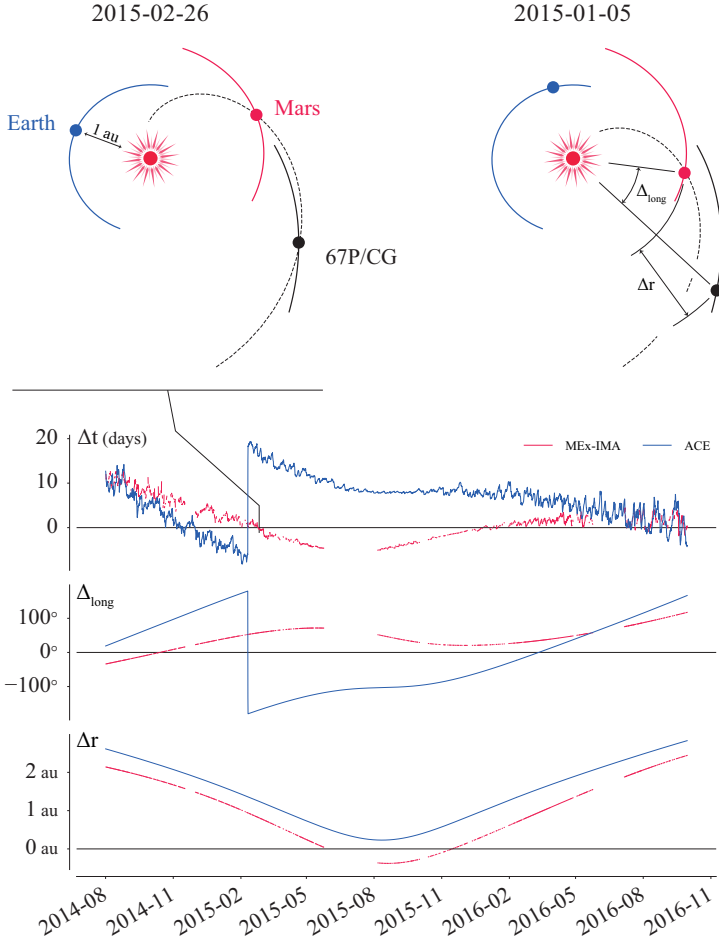 2015-02-26
2015-01-05
Earth
1 au
Mars
67P/CG
Δlong
Δr
Δt (days)
MEx-IMA
ACE
20
10
0
Δlong
100°
0°
−100°
Δr
2 au
1 au
0 au
2014-08
2014-11
2015-02
2015-05
2015-08
2015-11
2016-02
2016-05
2016-08
2016-11